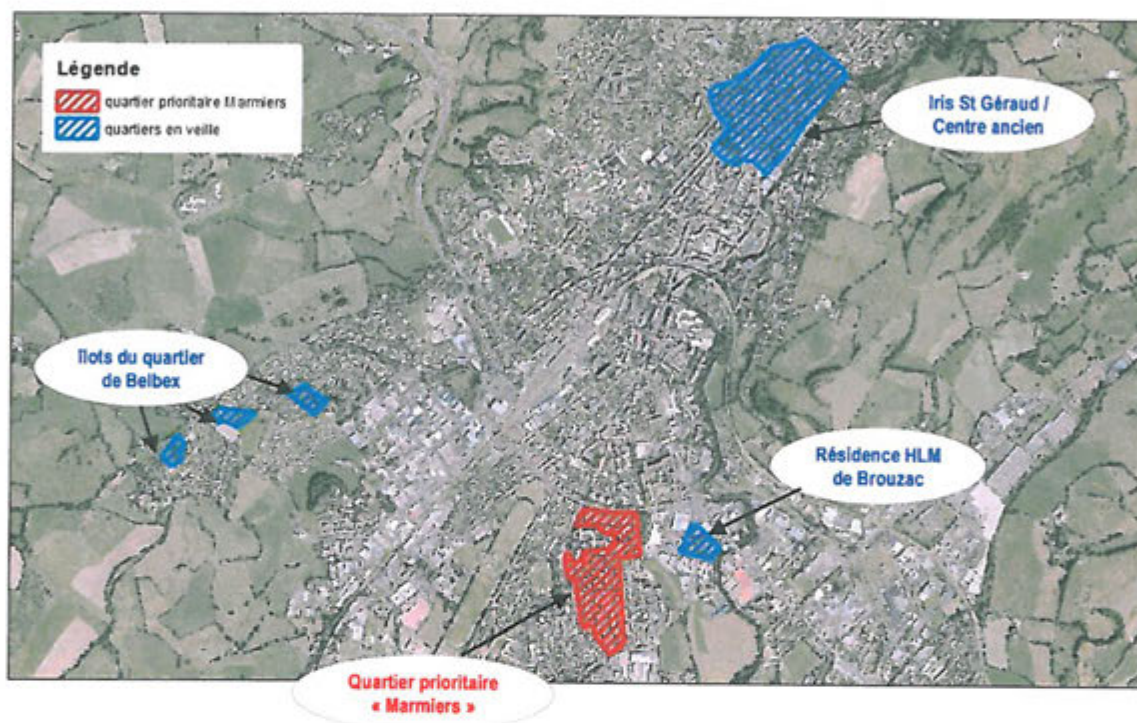 Légende
quartier prioritaire Marmiers
quartiers en veille
Iris St Géraud /
Centre ancien
Ilots du quartier
de Belbex
Résidence HLM
de Brouzac
Quartier prioritaire
« Marmiers »